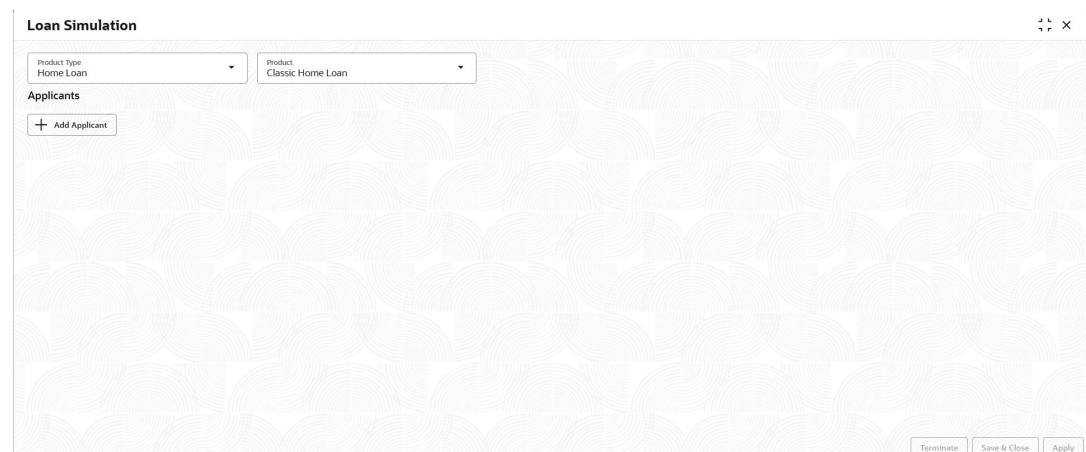 Loan Simulation
Product Type
Home Loan
Product
Classic Home Loan
Applicants
Add Applicant
Terminate
Save & Close
Apply